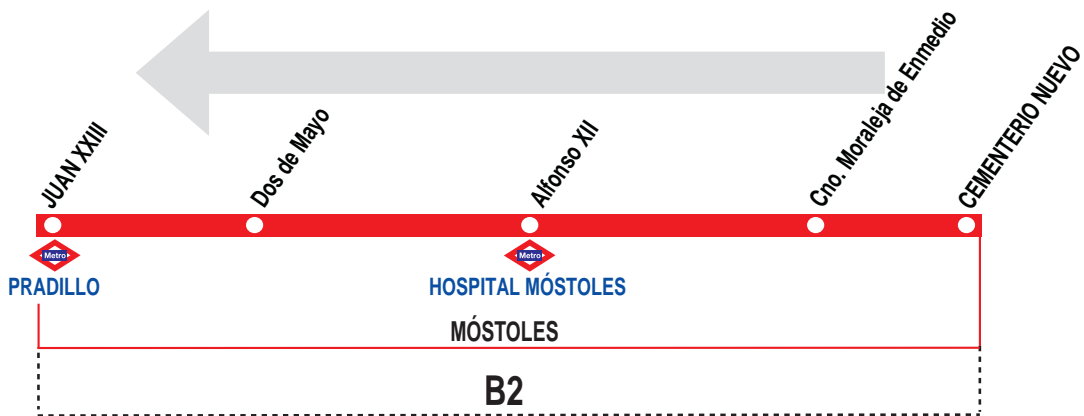 JUAN XXIII
Dos de Mayo
Alfonso XII
Cno. Moraleja de Enmedio
CEMENTERIO NUEVO
Metro
Metro
PRADILLO
HOSPITAL MÓSTOLES
MÓSTOLES
B2